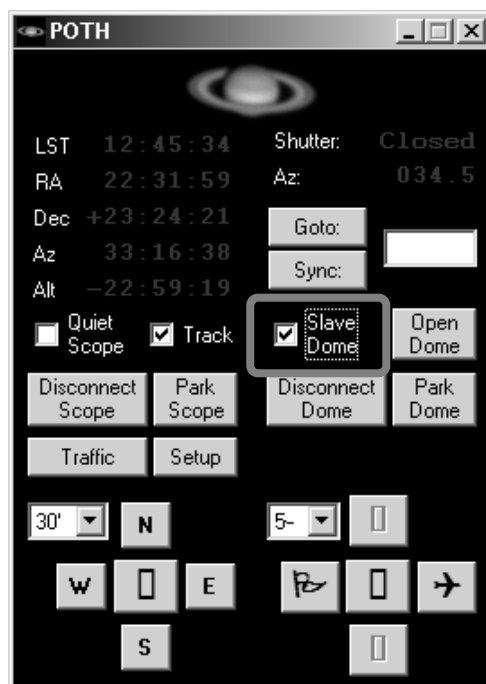 POTH
LST 12:45:34 Shutter: Closed
RA 22:31:59 Az: 034.5
Dec +23:24:21 Goto:
Az 33:16:38
Sync:
Alt -22:59:19
Quiet Scope Track Slave Dome Open Dome
Disconnect Scope Park Scope Disconnect Dome Park Dome
Traffic Setup
30' N 5-
W E
S